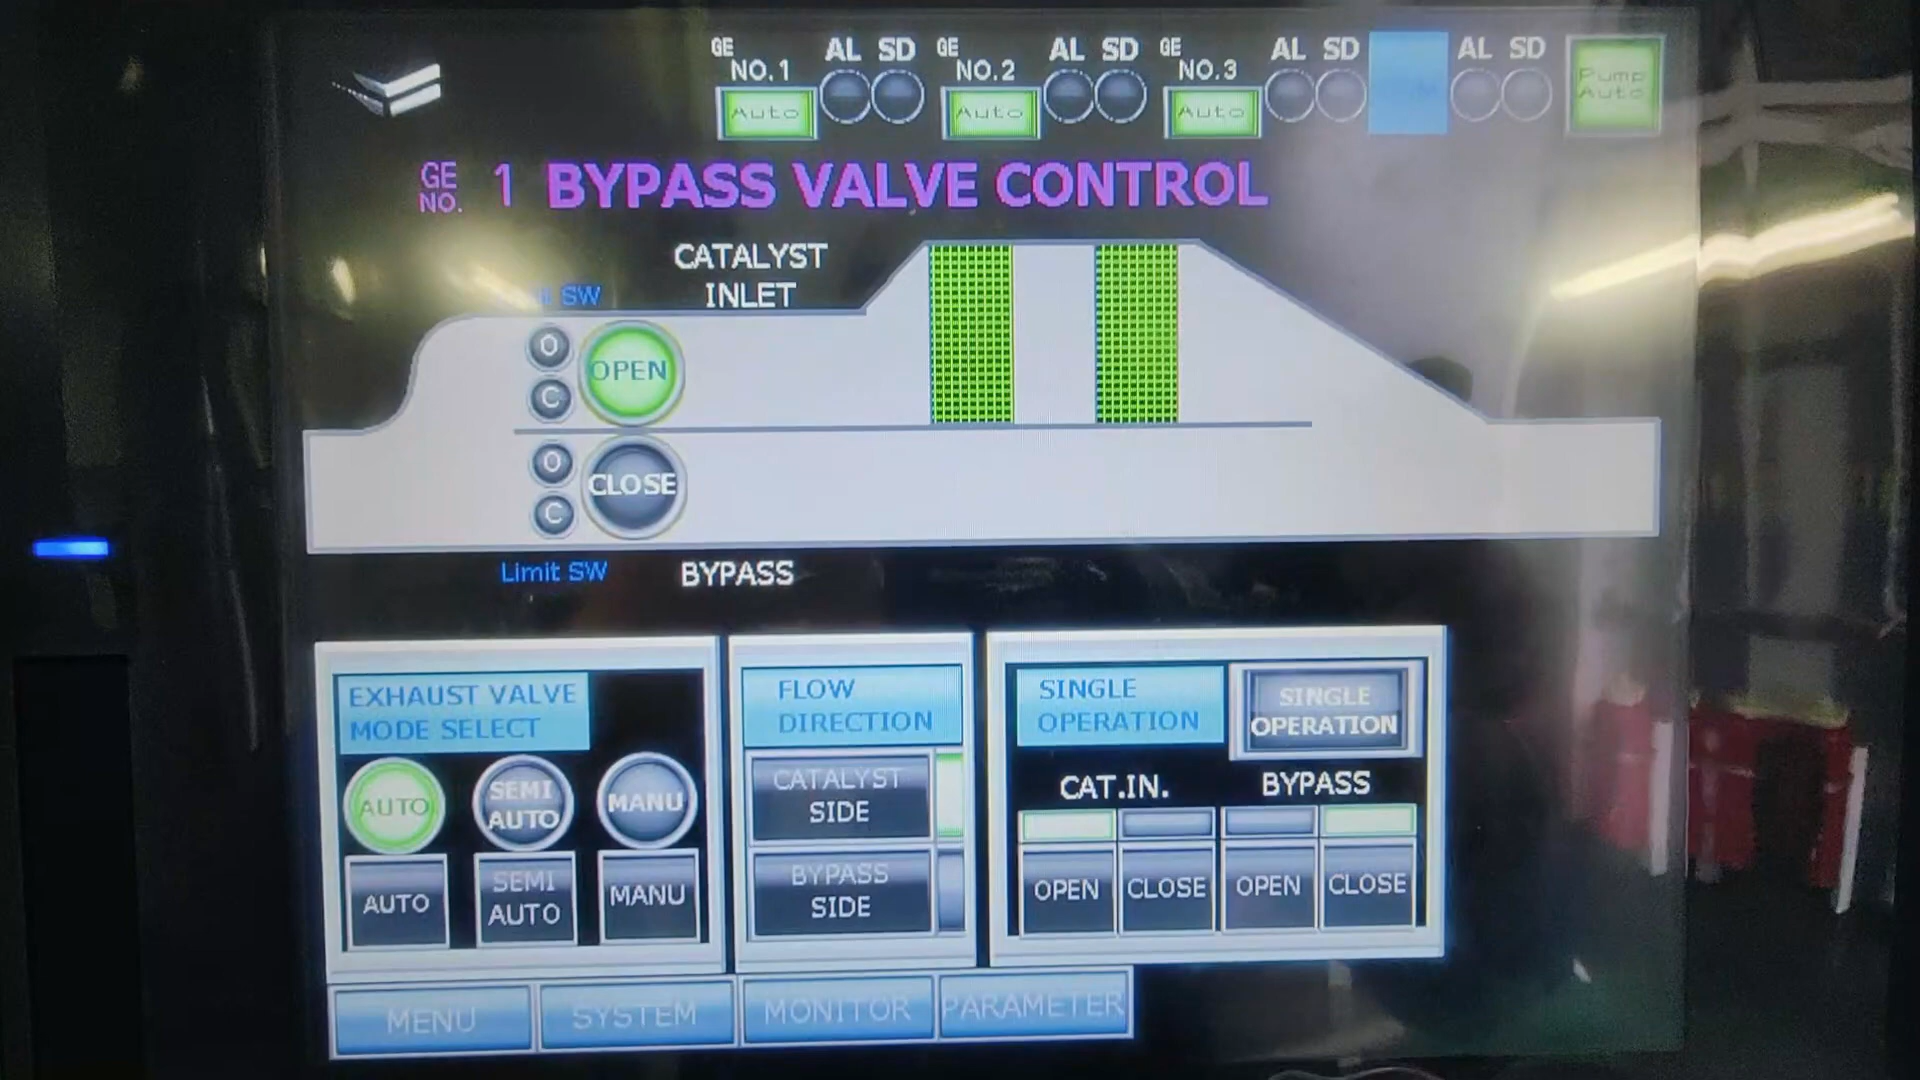 GE NO.1 AL SD GE NO.2 AL SD GE NO.3 AL SD AL SD
Auto Auto Auto Pump Auto
GE NO. 1 BYPASS VALVE CONTROL
CATALYST
INLET
SW
O
OPEN
C
O
CLOSE
C
Limit SW BYPASS
EXHAUST VALVE
MODE SELECT
AUTO SEMI AUTO MANU
AUTO SEMI AUTO MANU
FLOW
DIRECTION
CATALYST
SIDE
BYPASS
SIDE
SINGLE
OPERATION
SINGLE
OPERATION
CAT.IN. BYPASS
OPEN CLOSE OPEN CLOSE
MENU SYSTEM MONITOR PARAMETER